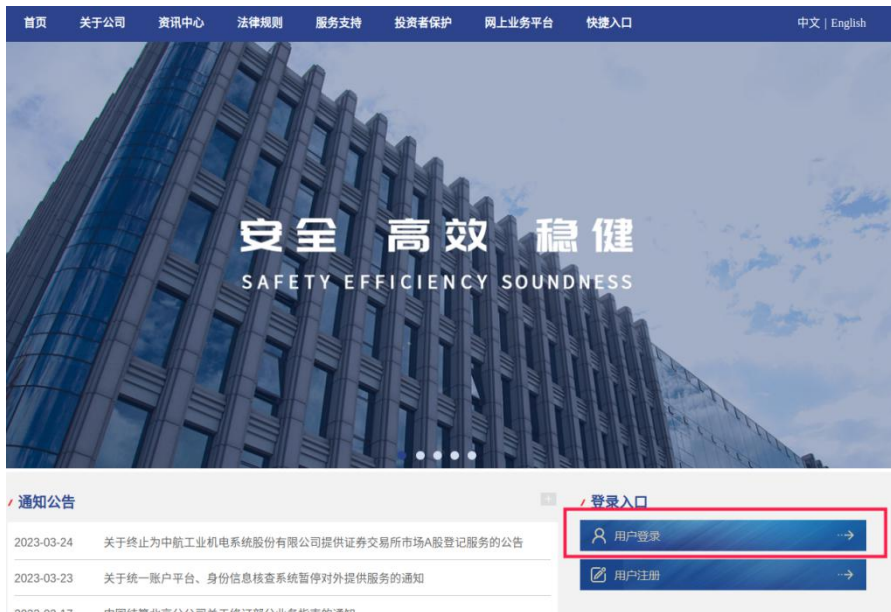 首页 关于公司 资讯中心 法律规则 服务支持 投资者保护 网上业务平台 快捷入口 中文 | English
安全 高效 稳健
SAFETY EFFICIENCY SOUNDNESS
通知公告
2023-03-24 关于终止为中航工业机电系统股份有限公司提供证券交易所市场A股登记服务的公告
2023-03-23 关于统一账户平台、身份信息核查系统暂停对外提供服务的通知
登录入口
用户登录
用户注册